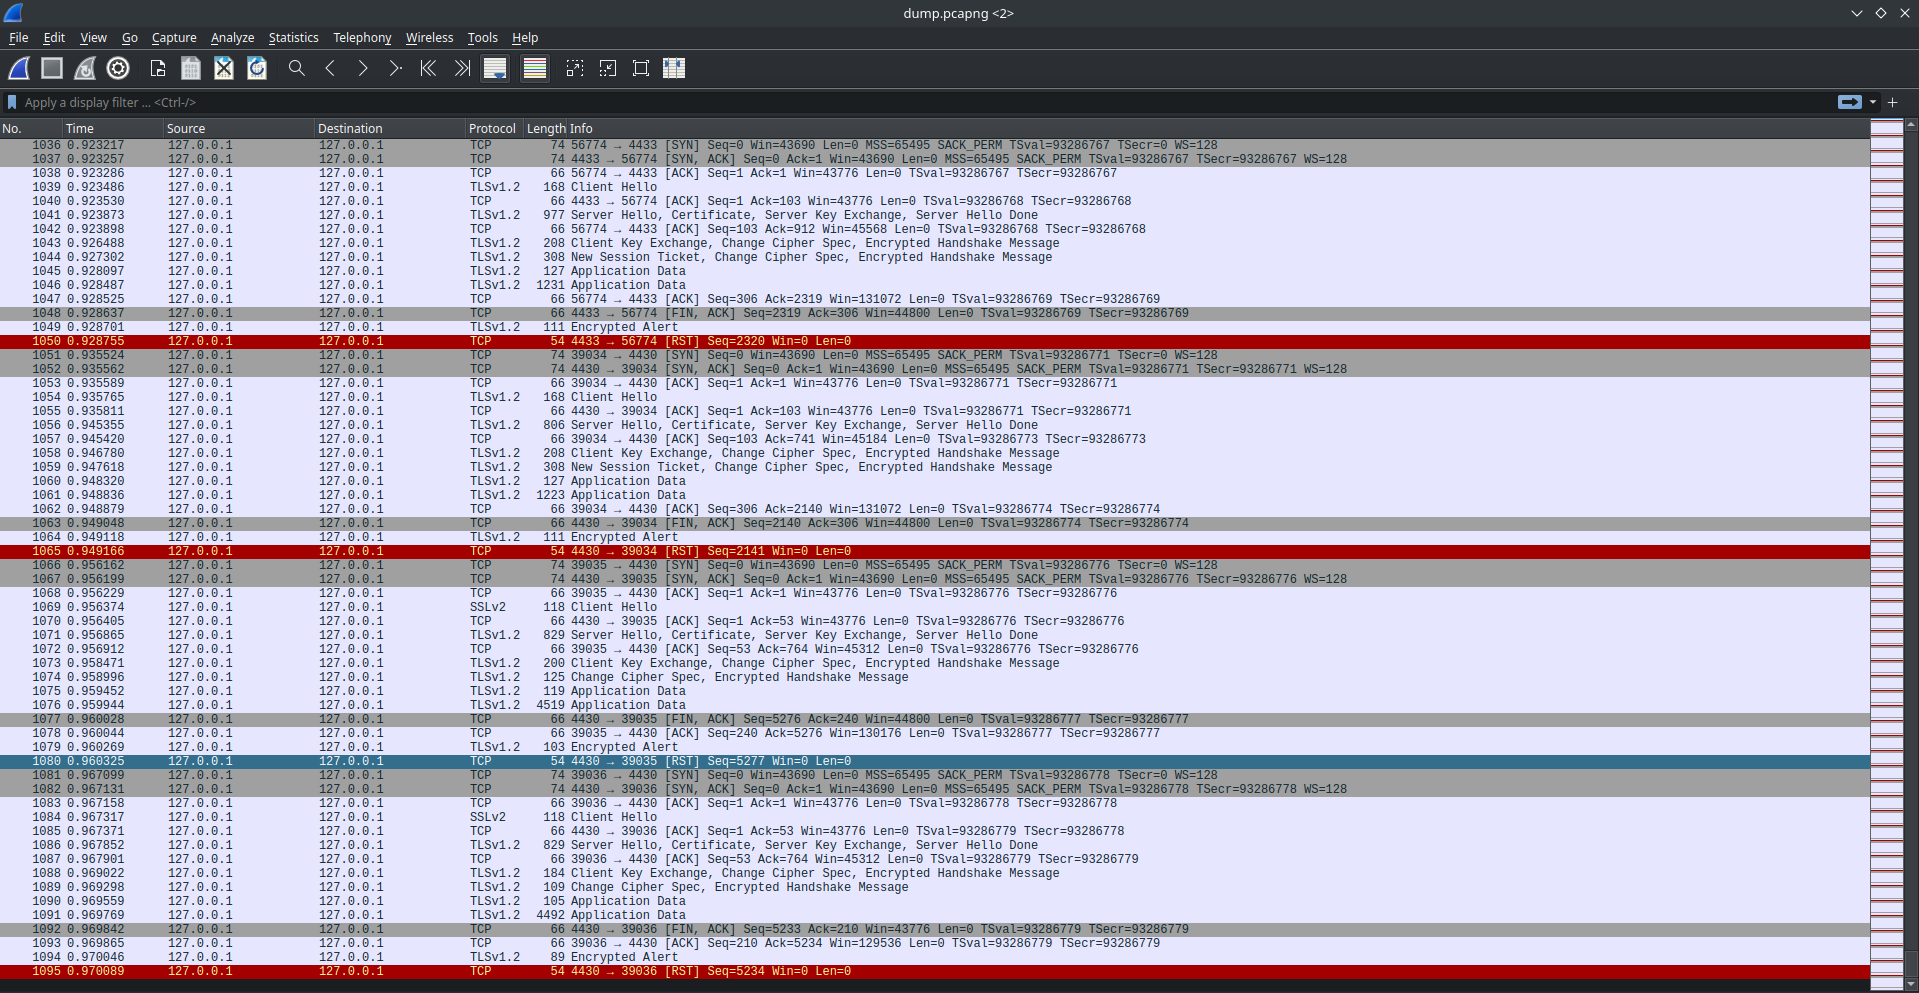 dump.pcapng <2>
File Edit View Go Capture Analyze Statistics Telephony Wireless Tools Help
Apply a display filter ... <Ctrl-/>
No. Time Source Destination Protocol Length Info
1036 0.923217 127.0.0.1 127.0.0.1 TCP 74 56774 → 4433 [SYN] Seq=0 Win=43690 Len=0 MSS=65495 SACK_PERM TSval=93286767 TSecr=0 WS=128
1037 0.923257 127.0.0.1 127.0.0.1 TCP 74 4433 → 56774 [SYN, ACK] Seq=0 Ack=1 Win=43690 Len=0 MSS=65495 SACK_PERM TSval=93286767 TSecr=93286767 WS=128
1038 0.923286 127.0.0.1 127.0.0.1 TCP 66 56774 → 4433 [ACK] Seq=1 Ack=1 Win=43776 Len=0 TSval=93286767 TSecr=93286767
1039 0.923486 127.0.0.1 127.0.0.1 TLSv1.2 168 Client Hello
1040 0.923530 127.0.0.1 127.0.0.1 TCP 66 4433 → 56774 [ACK] Seq=1 Ack=103 Win=43776 Len=0 TSval=93286768 TSecr=93286768
1041 0.923873 127.0.0.1 127.0.0.1 TLSv1.2 977 Server Hello, Certificate, Server Key Exchange, Server Hello Done
1042 0.923898 127.0.0.1 127.0.0.1 TCP 66 56774 → 4433 [ACK] Seq=103 Ack=912 Win=45568 Len=0 TSval=93286768 TSecr=93286768
1043 0.926488 127.0.0.1 127.0.0.1 TLSv1.2 208 Client Key Exchange, Change Cipher Spec, Encrypted Handshake Message
1044 0.927302 127.0.0.1 127.0.0.1 TLSv1.2 308 New Session Ticket, Change Cipher Spec, Encrypted Handshake Message
1045 0.928097 127.0.0.1 127.0.0.1 TLSv1.2 127 Application Data
1046 0.928487 127.0.0.1 127.0.0.1 TLSv1.2 1231 Application Data
1047 0.928525 127.0.0.1 127.0.0.1 TCP 66 56774 → 4433 [ACK] Seq=306 Ack=2319 Win=131072 Len=0 TSval=93286769 TSecr=93286769
1048 0.928637 127.0.0.1 127.0.0.1 TCP 66 4433 → 56774 [FIN, ACK] Seq=2319 Ack=306 Win=44800 Len=0 TSval=93286769 TSecr=93286769
1049 0.928701 127.0.0.1 127.0.0.1 TLSv1.2 111 Encrypted Alert
1050 0.928755 127.0.0.1 127.0.0.1 TCP 54 4433 → 56774 [RST] Seq=2320 Win=0 Len=0
1051 0.935524 127.0.0.1 127.0.0.1 TCP 74 39034 → 4430 [SYN] Seq=0 Win=43690 Len=0 MSS=65495 SACK_PERM TSval=93286771 TSecr=0 WS=128
1052 0.935562 127.0.0.1 127.0.0.1 TCP 74 4430 → 39034 [SYN, ACK] Seq=0 Ack=1 Win=43690 Len=0 MSS=65495 SACK_PERM TSval=93286771 TSecr=93286771 WS=128
1053 0.935589 127.0.0.1 127.0.0.1 TCP 66 39034 → 4430 [ACK] Seq=1 Ack=1 Win=43776 Len=0 TSval=93286771 TSecr=93286771
1054 0.935765 127.0.0.1 127.0.0.1 TLSv1.2 168 Client Hello
1055 0.935811 127.0.0.1 127.0.0.1 TCP 66 4430 → 39034 [ACK] Seq=1 Ack=103 Win=43776 Len=0 TSval=93286771 TSecr=93286771
1056 0.945355 127.0.0.1 127.0.0.1 TLSv1.2 806 Server Hello, Certificate, Server Key Exchange, Server Hello Done
1057 0.945420 127.0.0.1 127.0.0.1 TCP 66 39034 → 4430 [ACK] Seq=103 Ack=741 Win=45184 Len=0 TSval=93286773 TSecr=93286773
1058 0.946780 127.0.0.1 127.0.0.1 TLSv1.2 208 Client Key Exchange, Change Cipher Spec, Encrypted Handshake Message
1059 0.947618 127.0.0.1 127.0.0.1 TLSv1.2 308 New Session Ticket, Change Cipher Spec, Encrypted Handshake Message
1060 0.948320 127.0.0.1 127.0.0.1 TLSv1.2 127 Application Data
1061 0.948836 127.0.0.1 127.0.0.1 TLSv1.2 1223 Application Data
1062 0.948879 127.0.0.1 127.0.0.1 TCP 66 39034 → 4430 [ACK] Seq=306 Ack=2140 Win=131072 Len=0 TSval=93286774 TSecr=93286774
1063 0.949048 127.0.0.1 127.0.0.1 TCP 66 4430 → 39034 [FIN, ACK] Seq=2140 Ack=306 Win=44800 Len=0 TSval=93286774 TSecr=93286774
1064 0.949118 127.0.0.1 127.0.0.1 TLSv1.2 111 Encrypted Alert
1065 0.949166 127.0.0.1 127.0.0.1 TCP 54 4430 → 39034 [RST] Seq=2141 Win=0 Len=0
1066 0.956162 127.0.0.1 127.0.0.1 TCP 74 39035 → 4430 [SYN] Seq=0 Win=43690 Len=0 MSS=65495 SACK_PERM TSval=93286776 TSecr=0 WS=128
1067 0.956199 127.0.0.1 127.0.0.1 TCP 74 4430 → 39035 [SYN, ACK] Seq=0 Ack=1 Win=43690 Len=0 MSS=65495 SACK_PERM TSval=93286776 TSecr=93286776 WS=128
1068 0.956229 127.0.0.1 127.0.0.1 TCP 66 39035 → 4430 [ACK] Seq=1 Ack=1 Win=43776 Len=0 TSval=93286776 TSecr=93286776
1069 0.956374 127.0.0.1 127.0.0.1 SSLv2 118 Client Hello
1070 0.956405 127.0.0.1 127.0.0.1 TCP 66 4430 → 39035 [ACK] Seq=1 Ack=53 Win=43776 Len=0 TSval=93286776 TSecr=93286776
1071 0.956865 127.0.0.1 127.0.0.1 TLSv1.2 829 Server Hello, Certificate, Server Key Exchange, Server Hello Done
1072 0.956912 127.0.0.1 127.0.0.1 TCP 66 39035 → 4430 [ACK] Seq=53 Ack=764 Win=45312 Len=0 TSval=93286776 TSecr=93286776
1073 0.958471 127.0.0.1 127.0.0.1 TLSv1.2 200 Client Key Exchange, Change Cipher Spec, Encrypted Handshake Message
1074 0.958996 127.0.0.1 127.0.0.1 TLSv1.2 125 Change Cipher Spec, Encrypted Handshake Message
1075 0.959452 127.0.0.1 127.0.0.1 TLSv1.2 119 Application Data
1076 0.959944 127.0.0.1 127.0.0.1 TLSv1.2 4519 Application Data
1077 0.960028 127.0.0.1 127.0.0.1 TCP 66 4430 → 39035 [FIN, ACK] Seq=5276 Ack=240 Win=44800 Len=0 TSval=93286777 TSecr=93286777
1078 0.960044 127.0.0.1 127.0.0.1 TCP 66 39035 → 4430 [ACK] Seq=240 Ack=5276 Win=130176 Len=0 TSval=93286777 TSecr=93286777
1079 0.960269 127.0.0.1 127.0.0.1 TLSv1.2 103 Encrypted Alert
1080 0.960325 127.0.0.1 127.0.0.1 TCP 54 4430 → 39035 [RST] Seq=5277 Win=0 Len=0
1081 0.967099 127.0.0.1 127.0.0.1 TCP 74 39036 → 4430 [SYN] Seq=0 Win=43690 Len=0 MSS=65495 SACK_PERM TSval=93286778 TSecr=0 WS=128
1082 0.967131 127.0.0.1 127.0.0.1 TCP 74 4430 → 39036 [SYN, ACK] Seq=0 Ack=1 Win=43690 Len=0 MSS=65495 SACK_PERM TSval=93286778 TSecr=93286778 WS=128
1083 0.967158 127.0.0.1 127.0.0.1 TCP 66 39036 → 4430 [ACK] Seq=1 Ack=1 Win=43776 Len=0 TSval=93286778 TSecr=93286778
1084 0.967317 127.0.0.1 127.0.0.1 SSLv2 118 Client Hello
1085 0.967371 127.0.0.1 127.0.0.1 TCP 66 4430 → 39036 [ACK] Seq=1 Ack=53 Win=43776 Len=0 TSval=93286779 TSecr=93286778
1086 0.967852 127.0.0.1 127.0.0.1 TLSv1.2 829 Server Hello, Certificate, Server Key Exchange, Server Hello Done
1087 0.967901 127.0.0.1 127.0.0.1 TCP 66 39036 → 4430 [ACK] Seq=53 Ack=764 Win=45312 Len=0 TSval=93286779 TSecr=93286779
1088 0.969022 127.0.0.1 127.0.0.1 TLSv1.2 184 Client Key Exchange, Change Cipher Spec, Encrypted Handshake Message
1089 0.969298 127.0.0.1 127.0.0.1 TLSv1.2 109 Change Cipher Spec, Encrypted Handshake Message
1090 0.969559 127.0.0.1 127.0.0.1 TLSv1.2 105 Application Data
1091 0.969769 127.0.0.1 127.0.0.1 TLSv1.2 4492 Application Data
1092 0.969842 127.0.0.1 127.0.0.1 TCP 66 4430 → 39036 [FIN, ACK] Seq=5233 Ack=210 Win=43776 Len=0 TSval=93286779 TSecr=93286779
1093 0.969865 127.0.0.1 127.0.0.1 TCP 66 39036 → 4430 [ACK] Seq=210 Ack=5234 Win=129536 Len=0 TSval=93286779 TSecr=93286779
1094 0.970046 127.0.0.1 127.0.0.1 TLSv1.2 89 Encrypted Alert
1095 0.970089 127.0.0.1 127.0.0.1 TCP 54 4430 → 39036 [RST] Seq=5234 Win=0 Len=0